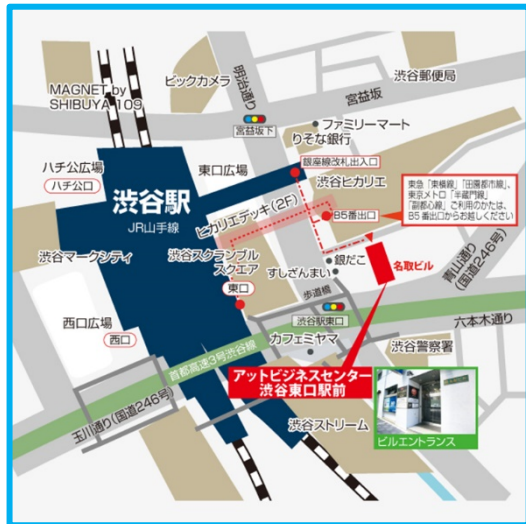 ビックカメラ
明治通り
渋谷郵便局
MAGNET by
SHIBUYA 109
宮益坂
宮益坂下
ファミリーマート
りそな銀行
ハチ公広場
ハチ公口
東口広場
銀座線改札出入口
渋谷ヒカリエ
渋谷駅
JR山手線
ヒカリエデッキ(2F)
B5番出口
東急「東横線」「田園都市線」、
東京メトロ「半蔵門線」
「副都心線」ご利用のかたは、
B5番出口からお越しください
渋谷マークシティ
渋谷スクランブル
スクエア
東口
銀だこ
すしざんまい
名取ビル
青山通り
(国道246号)
歩道橋
渋谷駅東口
六本木通り
西口広場
西口
カフェミヤマ
渋谷警察署
首都高速3号渋谷線
アットビジネスセンター
渋谷東口駅前
玉川通り(国道246号)
渋谷ストリーム
ビルエントランス